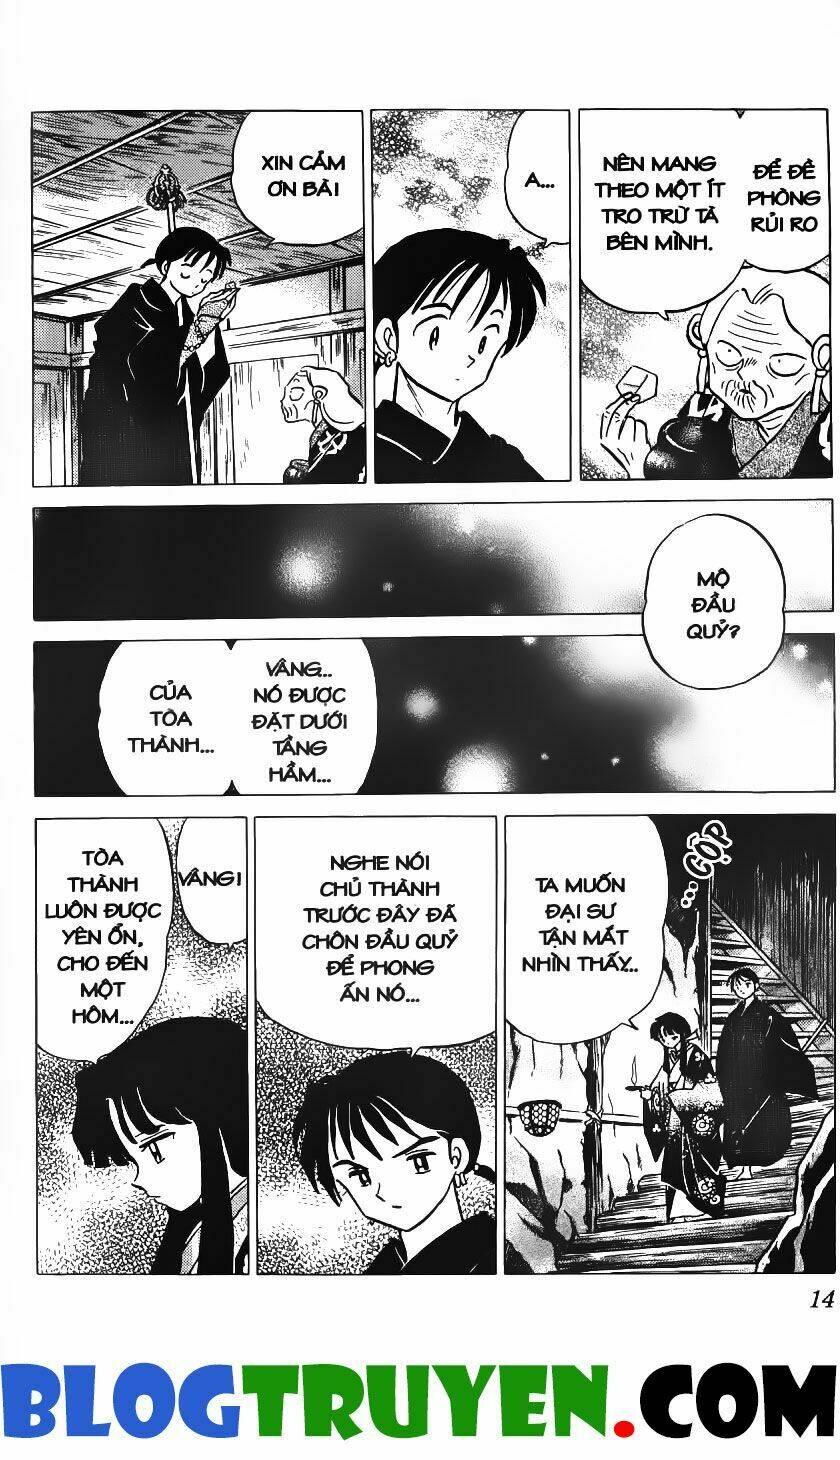 ĐỂ ĐỀ
PHÒNG
RỦI RO
NÊN MANG
THEO MỘT ÍT
TRO TRỪ TÀ
BÊN MÌNH.
A...
XIN CẢM
ƠN BÀ!
MỘ
ĐẦU
QUỶ?
VÂNG...
NÓ ĐƯỢC
ĐẶT DƯỚI
TẦNG
HẦM...
CỦA
TÒA
THÀNH...
...CỘP
TA MUỐN
ĐẠI SƯ
TẬN MẮT
NHÌN THẤY...
NGHE NÓI
CHỦ THÀNH
TRƯỚC ĐÂY ĐÃ
CHÔN ĐẦU QUỶ
ĐỂ PHONG
ẤN NÓ...
VÂNG!
TÒA
THÀNH
LUÔN ĐƯỢC
YÊN ỔN,
CHO ĐẾN
MỘT
HÔM...
14
BLOGTRUYEN.COM